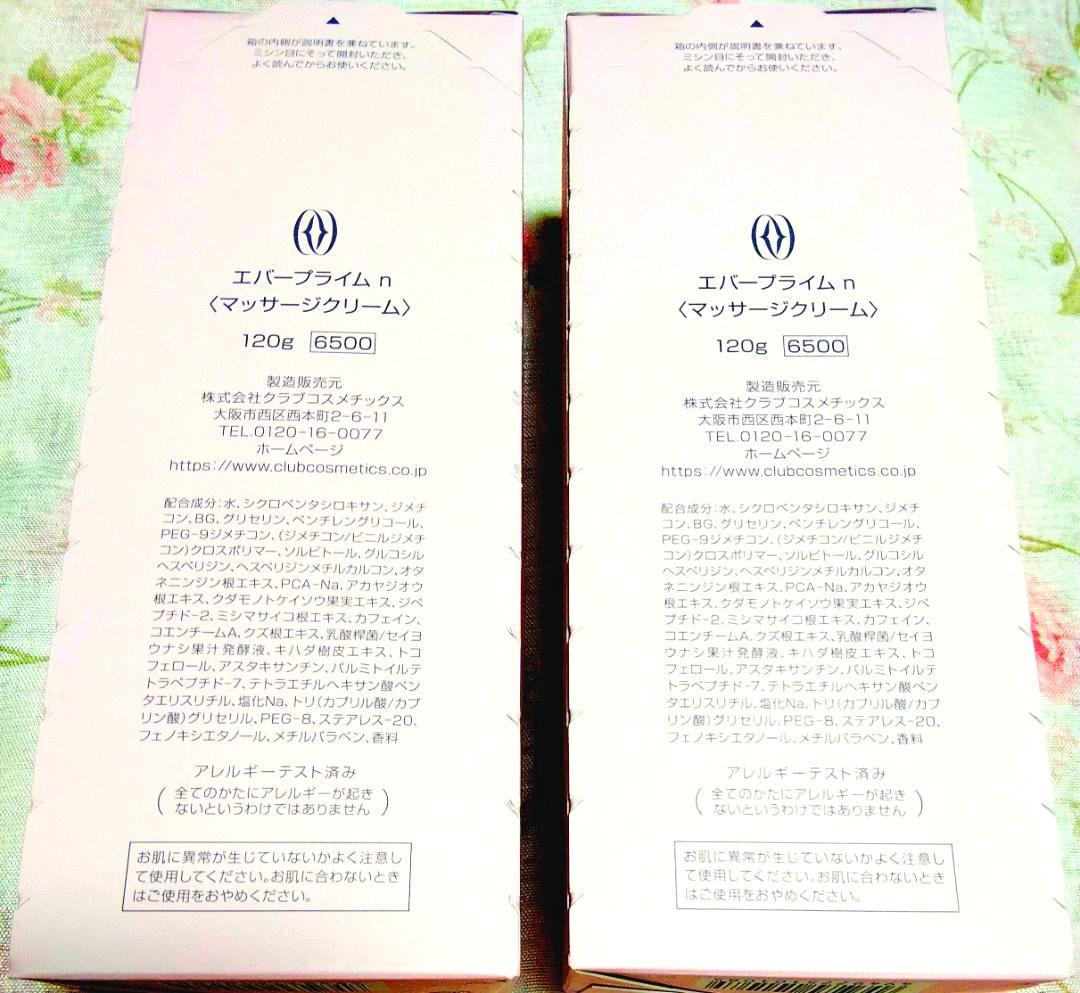 箱の内側が説明書を兼ねています。
ミシン目にそって開封いただき、
よく読んでからお使いください。
エバープライム n
〈マッサージクリーム〉
120g 6500
製造販売元
株式会社クラブコスメチックス
大阪市西区西本町2-6-11
TEL.0120-16-0077
ホームページ
https://www.clubcosmetics.co.jp
配合成分:水、シクロペンタシロキサン、ジメチ
コン、BG、グリセリン、ペンチレングリコール、
PEG-9ジメチコン、(ジメチコン/ビニルジメチ
コン)クロスポリマー、ソルビトール、グルコシル
ヘスペリジン、ヘスペリジンメチルカルコン、オタ
ネニンジン根エキス、PCA-Na、アカヤジオウ
根エキス、クダモノトケイソウ果実エキス、ジペ
プチド-2、ミシマサイコ根エキス、カフェイン、
コエンチームA、クズ根エキス、乳酸桿菌/セイヨ
ウナシ果汁発酵液、キハダ樹皮エキス、トコ
フェロール、アスタキサンチン、パルミトイルテ
トラペプチド-7、テトラエチルヘキサン酸ペン
タエリスリチル、塩化Na、トリ(カプリル酸/カプ
リン酸)グリセリル、PEG-8、ステアレス-20、
フェノキシエタノール、メチルパラベン、香料
アレルギーテスト済み
(全てのかたにアレルギーが起き
ないというわけではありません)
お肌に異常が生じていないかよく注意し
て使用してください。お肌に合わないとき
はご使用をおやめください。
箱の内側が説明書を兼ねています。
ミシン目にそって開封いただき、
よく読んでからお使いください。
エバープライム n
〈マッサージクリーム〉
120g 6500
製造販売元
株式会社クラブコスメチックス
大阪市西区西本町2-6-11
TEL.0120-16-0077
ホームページ
https://www.clubcosmetics.co.jp
配合成分:水、シクロペンタシロキサン、ジメチ
コン、BG、グリセリン、ペンチレングリコール、
PEG-9ジメチコン、(ジメチコン/ビニルジメチ
コン)クロスポリマー、ソルビトール、グルコシル
ヘスペリジン、ヘスペリジンメチルカルコン、オタ
ネニンジン根エキス、PCA-Na、アカヤジオウ
根エキス、クダモノトケイソウ果実エキス、ジペ
プチド-2、ミシマサイコ根エキス、カフェイン、
コエンチームA、クズ根エキス、乳酸桿菌/セイヨ
ウナシ果汁発酵液、キハダ樹皮エキス、トコ
フェロール、アスタキサンチン、パルミトイルテ
トラペプチド-7、テトラエチルヘキサン酸ペン
タエリスリチル、塩化Na、トリ(カプリル酸/カプ
リン酸)グリセリル、PEG-8、ステアレス-20、
フェノキシエタノール、メチルパラベン、香料
アレルギーテスト済み
(全てのかたにアレルギーが起き
ないというわけではありません)
お肌に異常が生じていないかよく注意し
て使用してください。お肌に合わないとき
はご使用をおやめください。